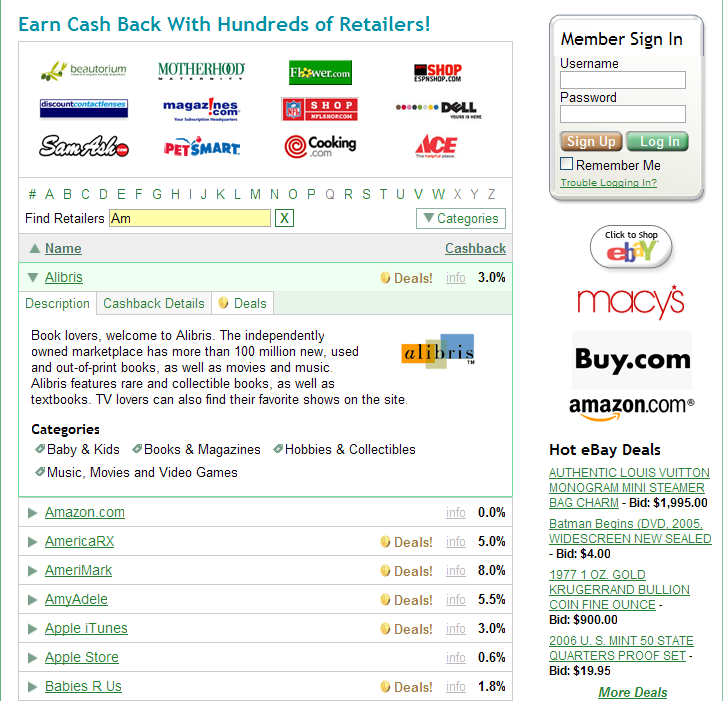 Earn Cash Back With Hundreds of Retailers!
beautorium
MOTHERHOOD
MATERNITY
Flower.com
SHOP
ESPNSHOP.COM
discountcontactlenses
magazines.com
Your Subscription Headquarters
NFL SHOP
NFLSHOP.COM
DELL
YOURS IS HERE
Sam Ash
PETSMART
Cooking.com
ACE
The helpful place.
# A B C D E F G H I J K L M N O P Q R S T U V W X Y Z
Find Retailers Am X Categories
Name Cashback
Alibris Deals! info 3.0%
Description Cashback Details Deals
Book lovers, welcome to Alibris. The independently
owned marketplace has more than 100 million new, used
and out-of-print books, as well as movies and music.
Alibris features rare and collectible books, as well as
textbooks. TV lovers can also find their favorite shows on the site.
alibris™
Categories
Baby & Kids Books & Magazines Hobbies & Collectibles
Music, Movies and Video Games
Amazon.com info 0.0%
AmericaRX Deals! info 5.0%
AmeriMark Deals! info 8.0%
AmyAdele Deals! info 5.5%
Apple iTunes Deals! info 3.0%
Apple Store info 0.6%
Babies R Us Deals! info 1.8%
Member Sign In
Username
Password
Sign Up Log In
Remember Me
Trouble Logging In?
Click to Shop
ebY
macy's
Buy.com
amazon.com®
Hot eBay Deals
AUTHENTIC LOUIS VUITTON
MONOGRAM MINI STEAMER
BAG CHARM - Bid: $1,995.00
Batman Begins (DVD, 2005,
WIDESCREEN NEW SEALED
- Bid: $4.00
1977 1 OZ. GOLD
KRUGERRAND BULLION
COIN FINE OUNCE -
Bid: $900.00
2006 U. S. MINT 50 STATE
QUARTERS PROOF SET -
Bid: $19.95
More Deals